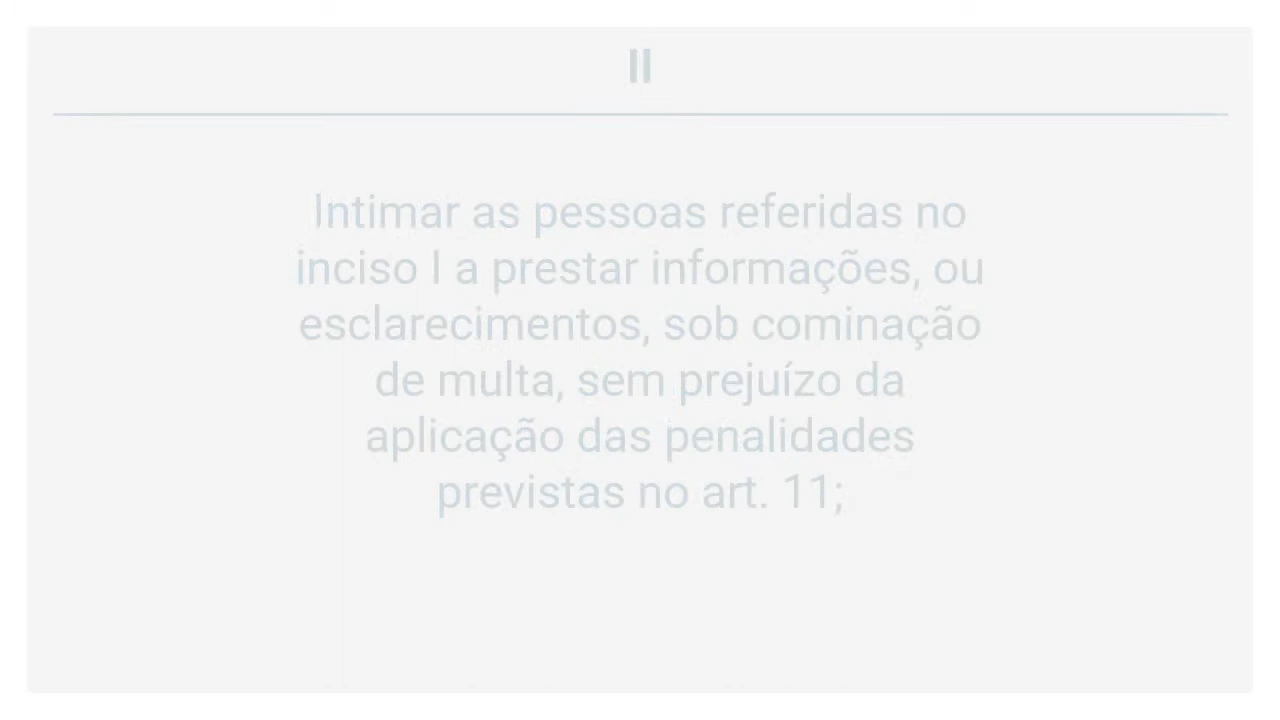 II
Intimar as pessoas referidas no
inciso I a prestar informações, ou
esclarecimentos, sob cominação
de multa, sem prejuízo da
aplicação das penalidades
previstas no art. 11;